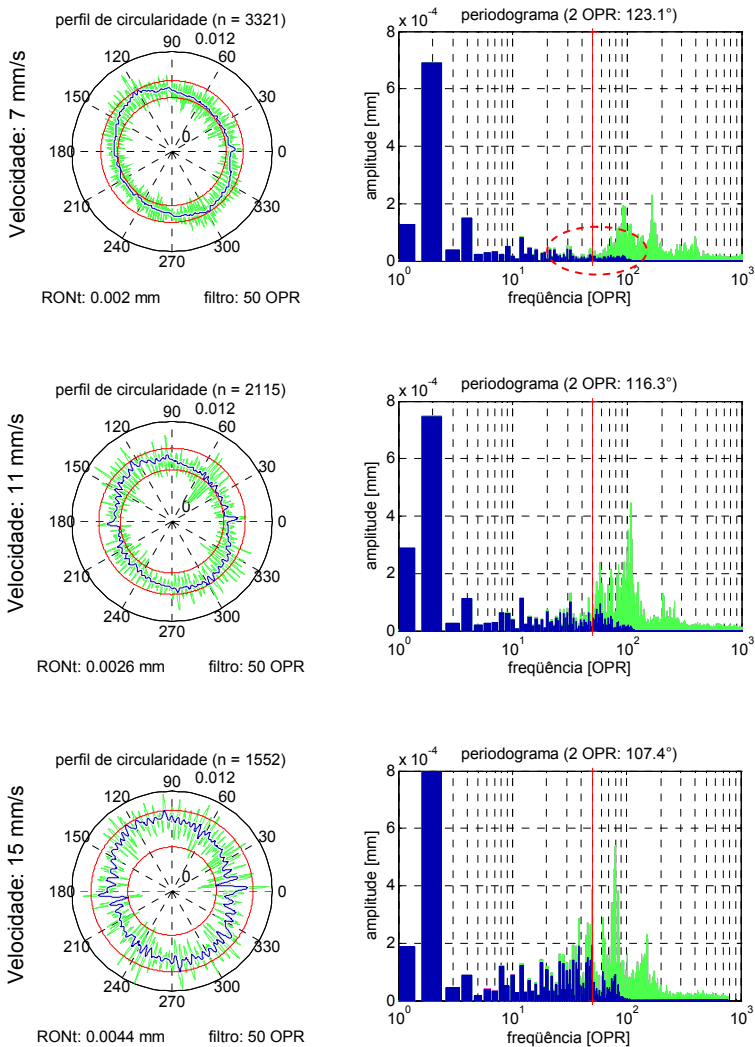 Velocidade: 7 mm/s
perfil de circularidade (n = 3321)
90 0.012
120 60
150 30
0
180 0
210 330
240 300
270
RONt: 0.002 mm filtro: 50 OPR
periodograma (2 OPR: 123.1°)
x 10^-4
8
6
4
2
0
amplitude [mm]
10^0 10^1 10^2 10^3
freqüência [OPR]
Velocidade: 11 mm/s
perfil de circularidade (n = 2115)
90 0.012
120 60
150 30
0
180 0
210 330
240 300
270
RONt: 0.0026 mm filtro: 50 OPR
periodograma (2 OPR: 116.3°)
x 10^-4
8
6
4
2
0
amplitude [mm]
10^0 10^1 10^2 10^3
freqüência [OPR]
Velocidade: 15 mm/s
perfil de circularidade (n = 1552)
90 0.012
120 60
150 30
0
180 0
210 330
240 300
270
RONt: 0.0044 mm filtro: 50 OPR
periodograma (2 OPR: 107.4°)
x 10^-4
8
6
4
2
0
amplitude [mm]
10^0 10^1 10^2 10^3
freqüência [OPR]